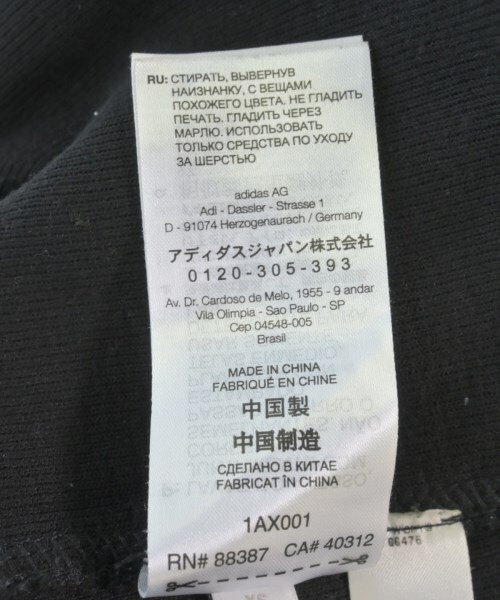 RU: СТИРАТЬ, ВЫВЕРНУВ
НАИЗНАНКУ, С ВЕЩАМИ
ПОХОЖЕГО ЦВЕТА. НЕ ГЛАДИТЬ
ПЕЧАТЬ. ГЛАДИТЬ ЧЕРЕЗ
МАРЛЮ. ИСПОЛЬЗОВАТЬ
ТОЛЬКО СРЕДСТВА ПО УХОДУ
ЗА ШЕРСТЬЮ
adidas AG
Adi - Dassler - Strasse 1
D - 91074 Herzogenaurach / Germany
アディダスジャパン株式会社
0120-305-393
Av. Dr. Cardoso de Melo, 1955 - 9 andar
Vila Olimpia - Sao Paulo - SP
Cep 04548-005
Brasil
MADE IN CHINA
FABRIQUÉ EN CHINE
中国製
中国制造
СДЕЛАНО В КИТАЕ
FABRICAT ÎN CHINA
1AX001
RN# 88387 CA# 40312